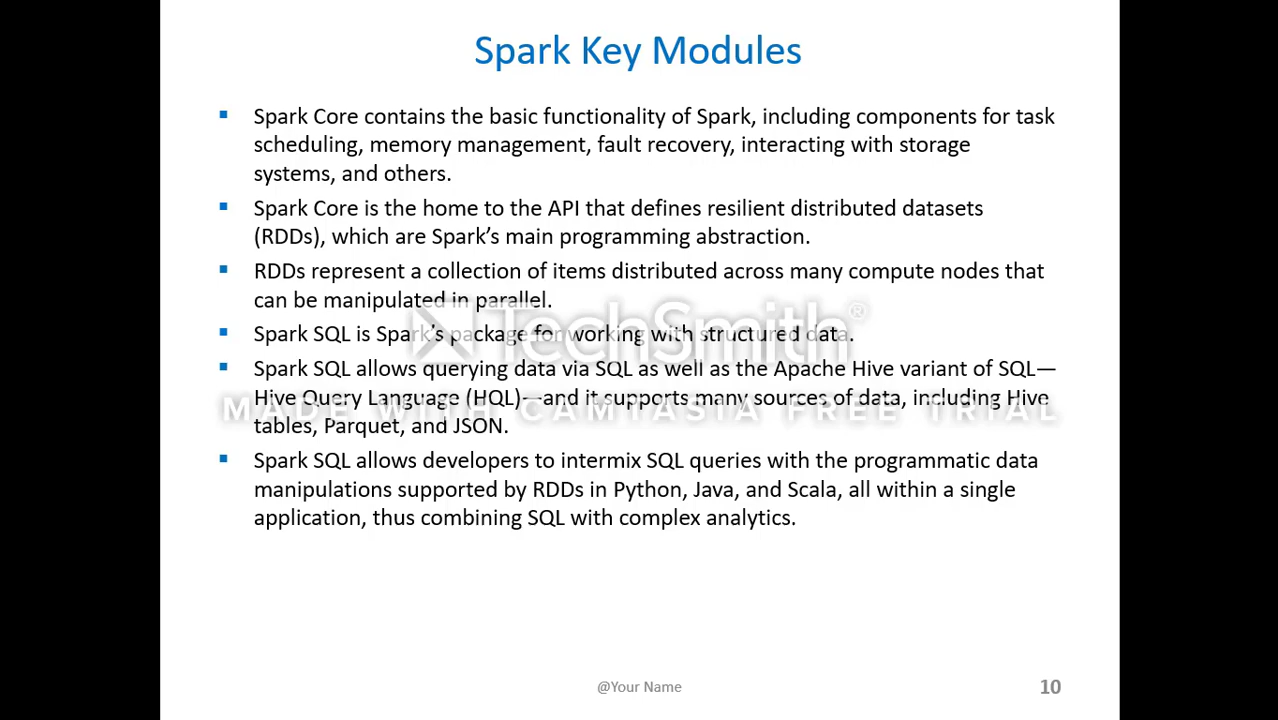 Spark Key Modules
Spark Core contains the basic functionality of Spark, including components for task
scheduling, memory management, fault recovery, interacting with storage
systems, and others.
Spark Core is the home to the API that defines resilient distributed datasets
(RDDs), which are Spark's main programming abstraction.
RDDs represent a collection of items distributed across many compute nodes that
can be manipulated in parallel.
TechSmith®
Spark SQL is Spark's package for working with structured data.
Spark SQL allows querying data via SQL as well as the Apache Hive variant of SQL—
Hive Query Language (HQL)—and it supports many sources of data, including Hive
MADE WITH CAMTASIA FREE TRIAL
tables, Parquet, and JSON.
Spark SQL allows developers to intermix SQL queries with the programmatic data
manipulations supported by RDDs in Python, Java, and Scala, all within a single
application, thus combining SQL with complex analytics.
@Your Name
10